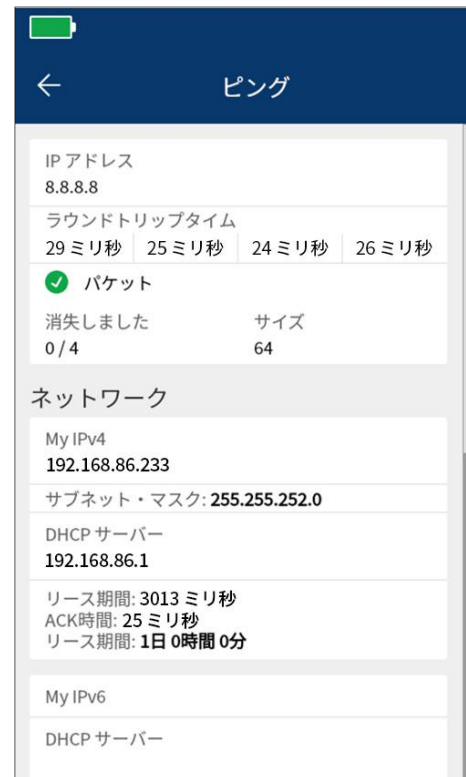 ピング
IP アドレス
8.8.8.8
ラウンドトリップタイム
29 ミリ秒 25 ミリ秒 24 ミリ秒 26 ミリ秒
パケット
消失しました サイズ
0 / 4 64
ネットワーク
My IPv4
192.168.86.233
サブネット・マスク: 255.255.252.0
DHCP サーバー
192.168.86.1
リース期間: 3013 ミリ秒
ACK時間: 25 ミリ秒
リース期間: 1日 0時間 0分
My IPv6
DHCP サーバー